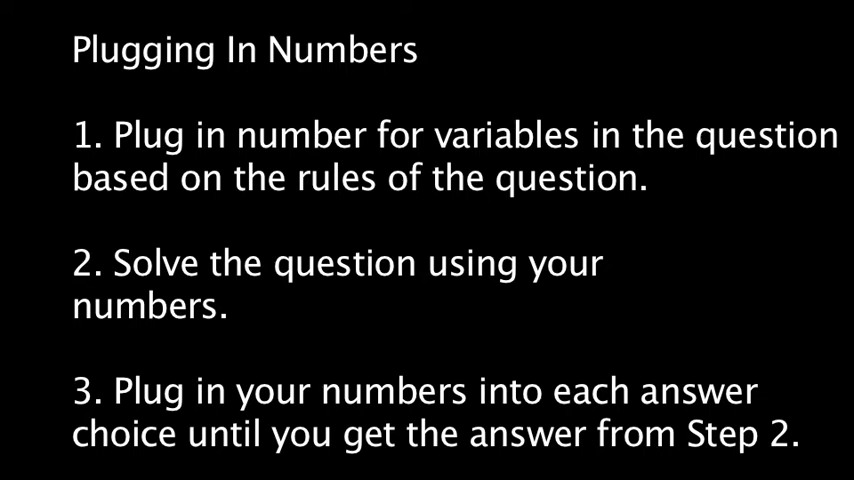 Plugging In Numbers
1. Plug in number for variables in the question
based on the rules of the question.
2. Solve the question using your
numbers.
3. Plug in your numbers into each answer
choice until you get the answer from Step 2.